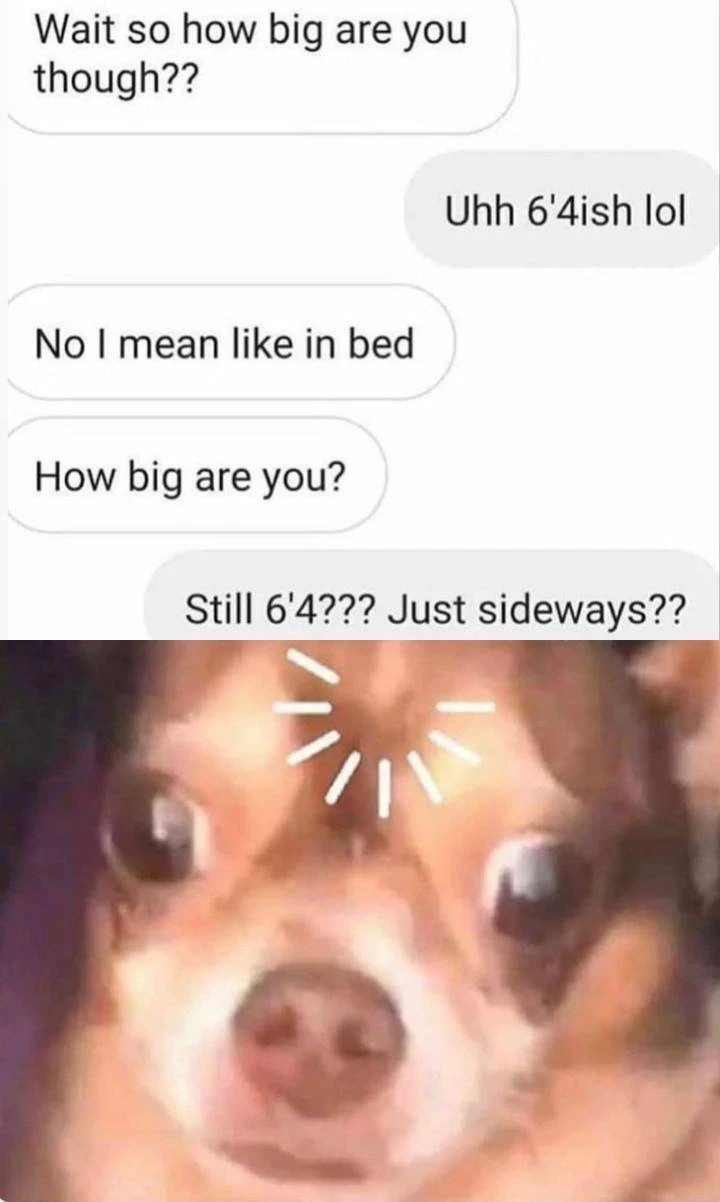 Wait so how big are you
though??
Uhh 6'4ish lol
No I mean like in bed
How big are you?
Still 6'4??? Just sideways??